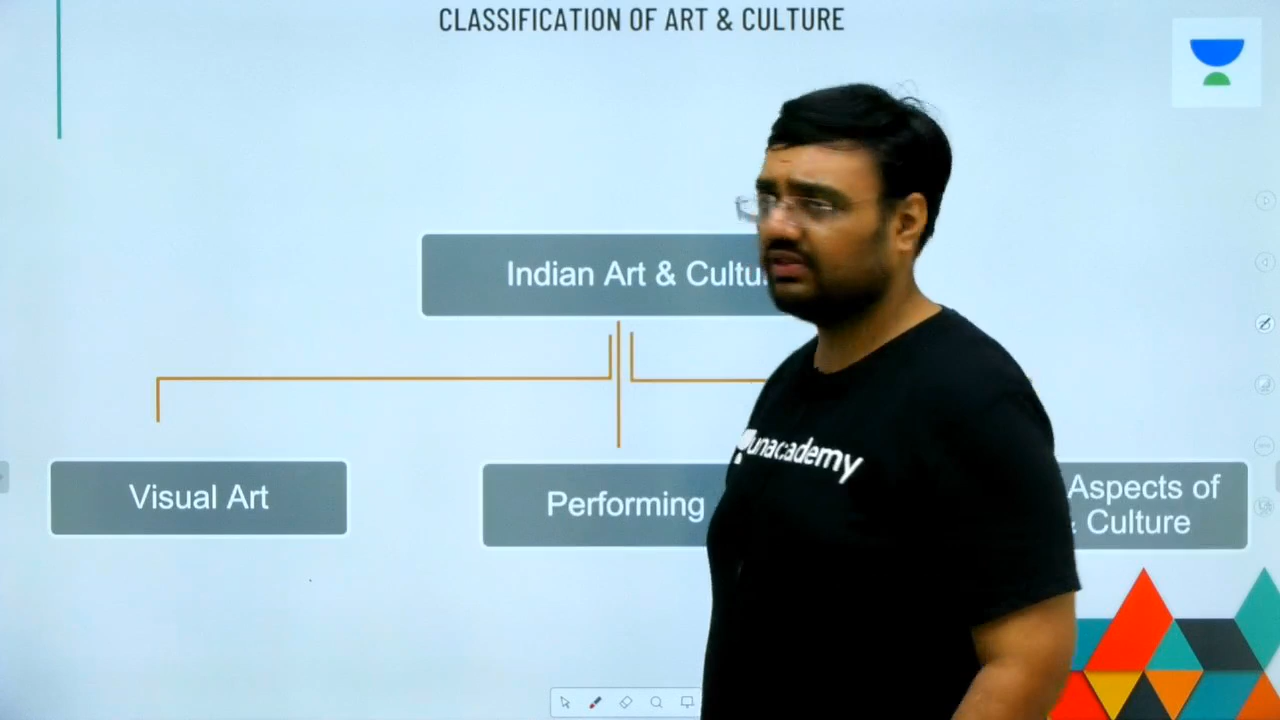 CLASSIFICATION OF ART & CULTURE
Indian Art & Cultu
Visual Art
Performing
Aspects of
& Culture
unacademy